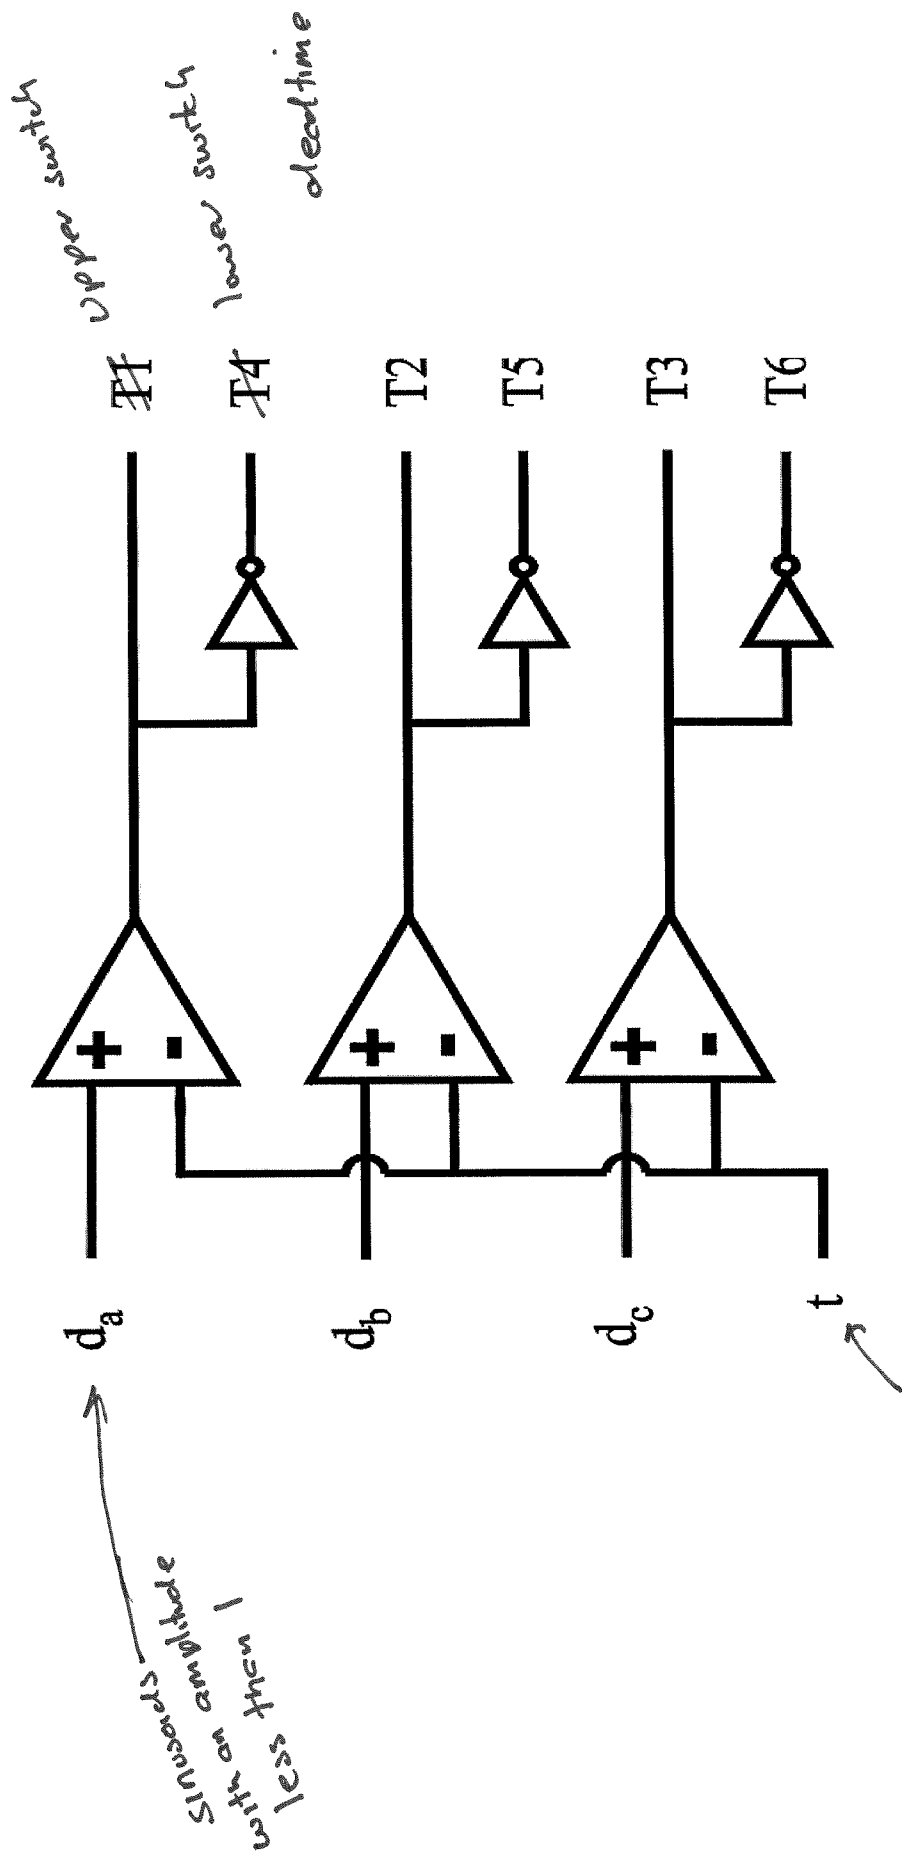 d_a
+
-
T1
upper switch
T4
lower switch
deadtime
sinusoids
with an amplitude
less than 1
d_b
+
-
T2
T5
d_c
+
-
T3
T6
t